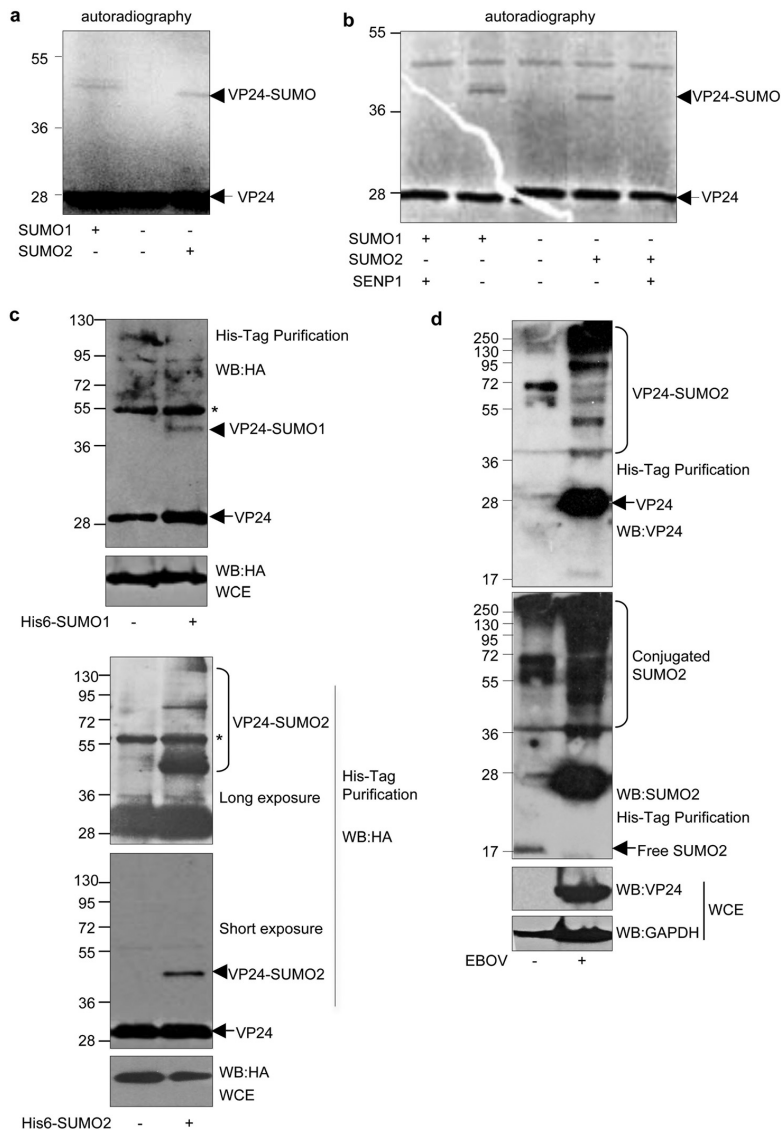 a
autoradiography
55
36
28
VP24-SUMO
VP24
SUMO1 + - -
SUMO2 - - +
b
autoradiography
55
36
28
VP24-SUMO
VP24
SUMO1 + + - - -
SUMO2 - - - + +
SENP1 + - - - +
c
130
95
72
55
36
28
His-Tag Purification
WB:HA
*
VP24-SUMO1
VP24
WB:HA
WCE
His6-SUMO1 - +
130
95
72
55
36
28
VP24-SUMO2
*
Long exposure
130
95
72
55
36
28
Short exposure
VP24-SUMO2
VP24
His-Tag
Purification
WB:HA
WB:HA
WCE
His6-SUMO2 - +
d
250
130
95
72
55
36
28
17
VP24-SUMO2
His-Tag Purification
VP24
WB:VP24
250
130
95
72
55
36
28
17
Conjugated
SUMO2
WB:SUMO2
His-Tag Purification
Free SUMO2
WB:VP24
WB:GAPDH
WCE
EBOV - +